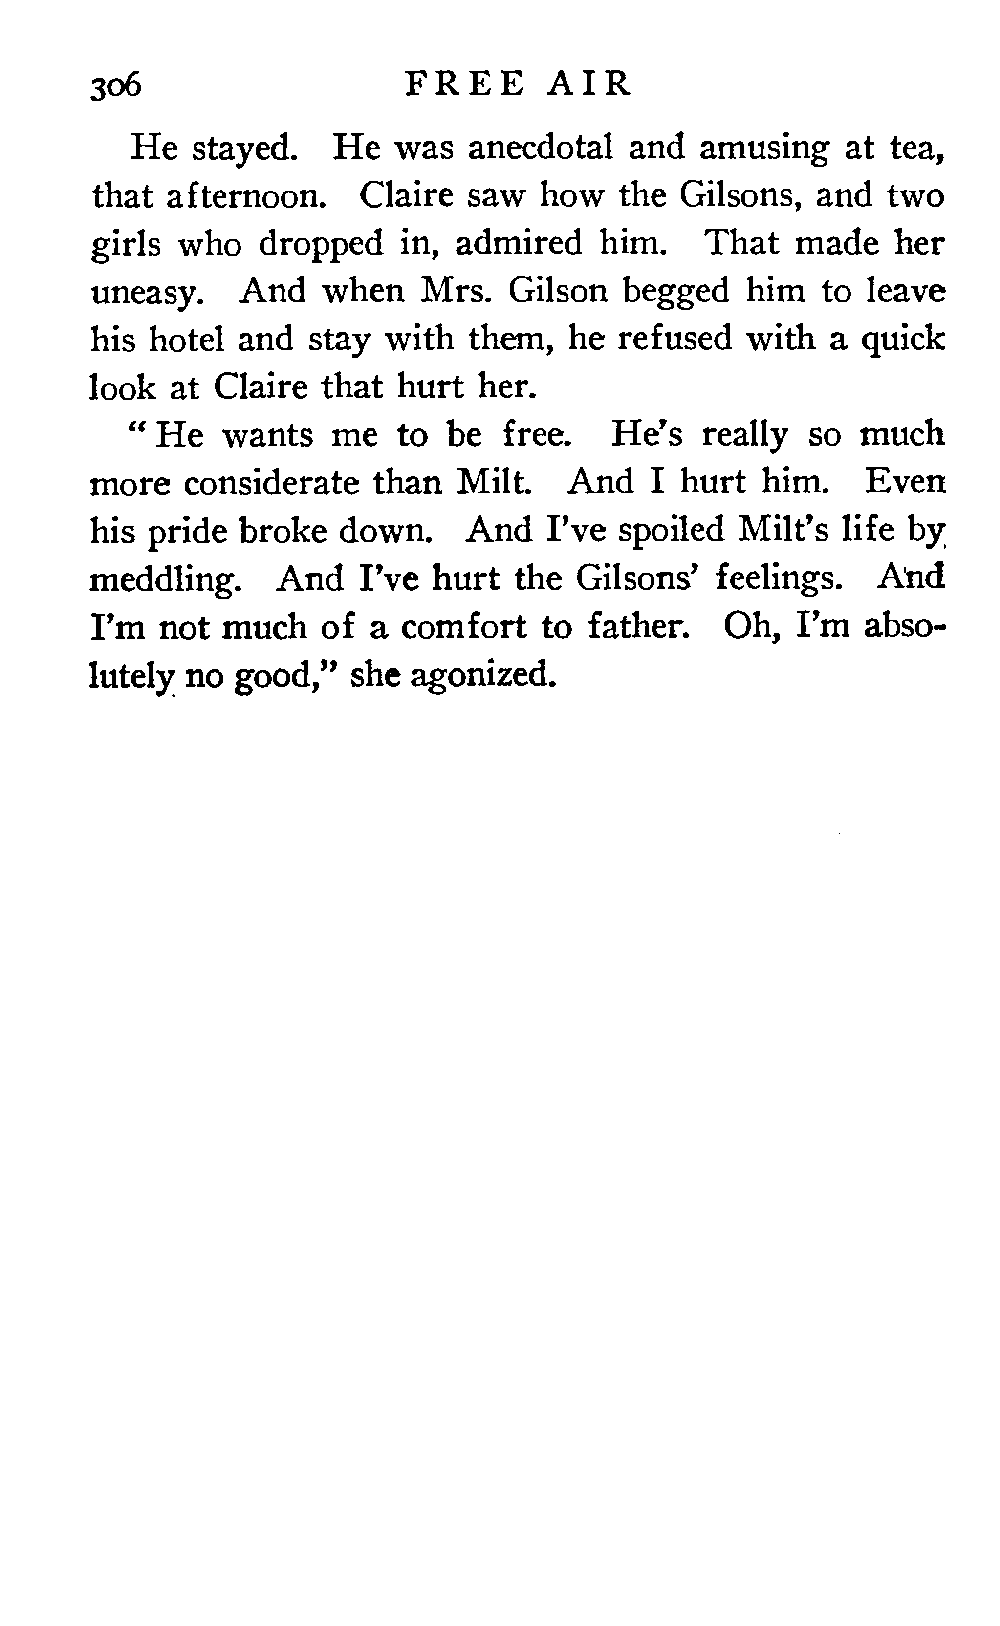 306 FREE AIR
He stayed. He was anecdotal and amusing at tea,
that afternoon. Claire saw how the Gilsons, and two
girls who dropped in, admired him. That made her
uneasy. And when Mrs. Gilson begged him to leave
his hotel and stay with them, he refused with a quick
look at Claire that hurt her.
“ He wants me to be free. He’s really so much
more considerate than Milt. And I hurt him. Even
his pride broke down. And I’ve spoiled Milt’s life by
meddling. And I’ve hurt the Gilsons’ feelings. And
I’m not much of a comfort to father. Oh, I’m abso-
lutely no good,” she agonized.